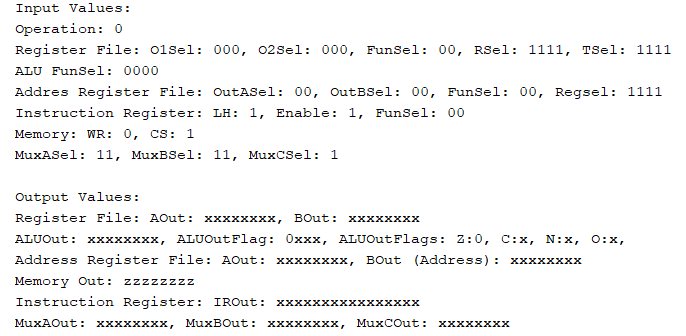 Input Values:
Operation: 0
Register File: O1Sel: 000, O2Sel: 000, FunSel: 00, RSel: 1111, TSel: 1111
ALU FunSel: 0000
Addres Register File: OutASel: 00, OutBSel: 00, FunSel: 00, Regsel: 1111
Instruction Register: LH: 1, Enable: 1, FunSel: 00
Memory: WR: 0, CS: 1
MuxASel: 11, MuxBSel: 11, MuxCSel: 1

Output Values:
Register File: AOut: xxxxxxxx, BOut: xxxxxxxx
ALUOut: xxxxxxxx, ALUOutFlag: 0xxx, ALUOutFlags: Z:0, C:x, N:x, O:x,
Address Register File: AOut: xxxxxxxx, BOut (Address): xxxxxxxx
Memory Out: zzzzzzzz
Instruction Register: IROut: xxxxxxxxxxxxxxxx
MuxAOut: xxxxxxxx, MuxBOut: xxxxxxxx, MuxCOut: xxxxxxxx